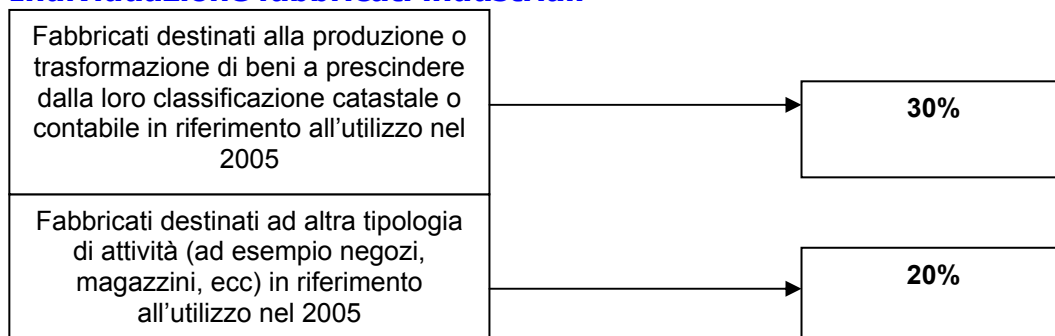 Fabbricati destinati alla produzione o
trasformazione di beni a prescindere
dalla loro classificazione catastale o
contabile in riferimento all’utilizzo nel
2005
30%
Fabbricati destinati ad altra tipologia
di attività (ad esempio negozi,
magazzini, ecc) in riferimento
all’utilizzo nel 2005
20%